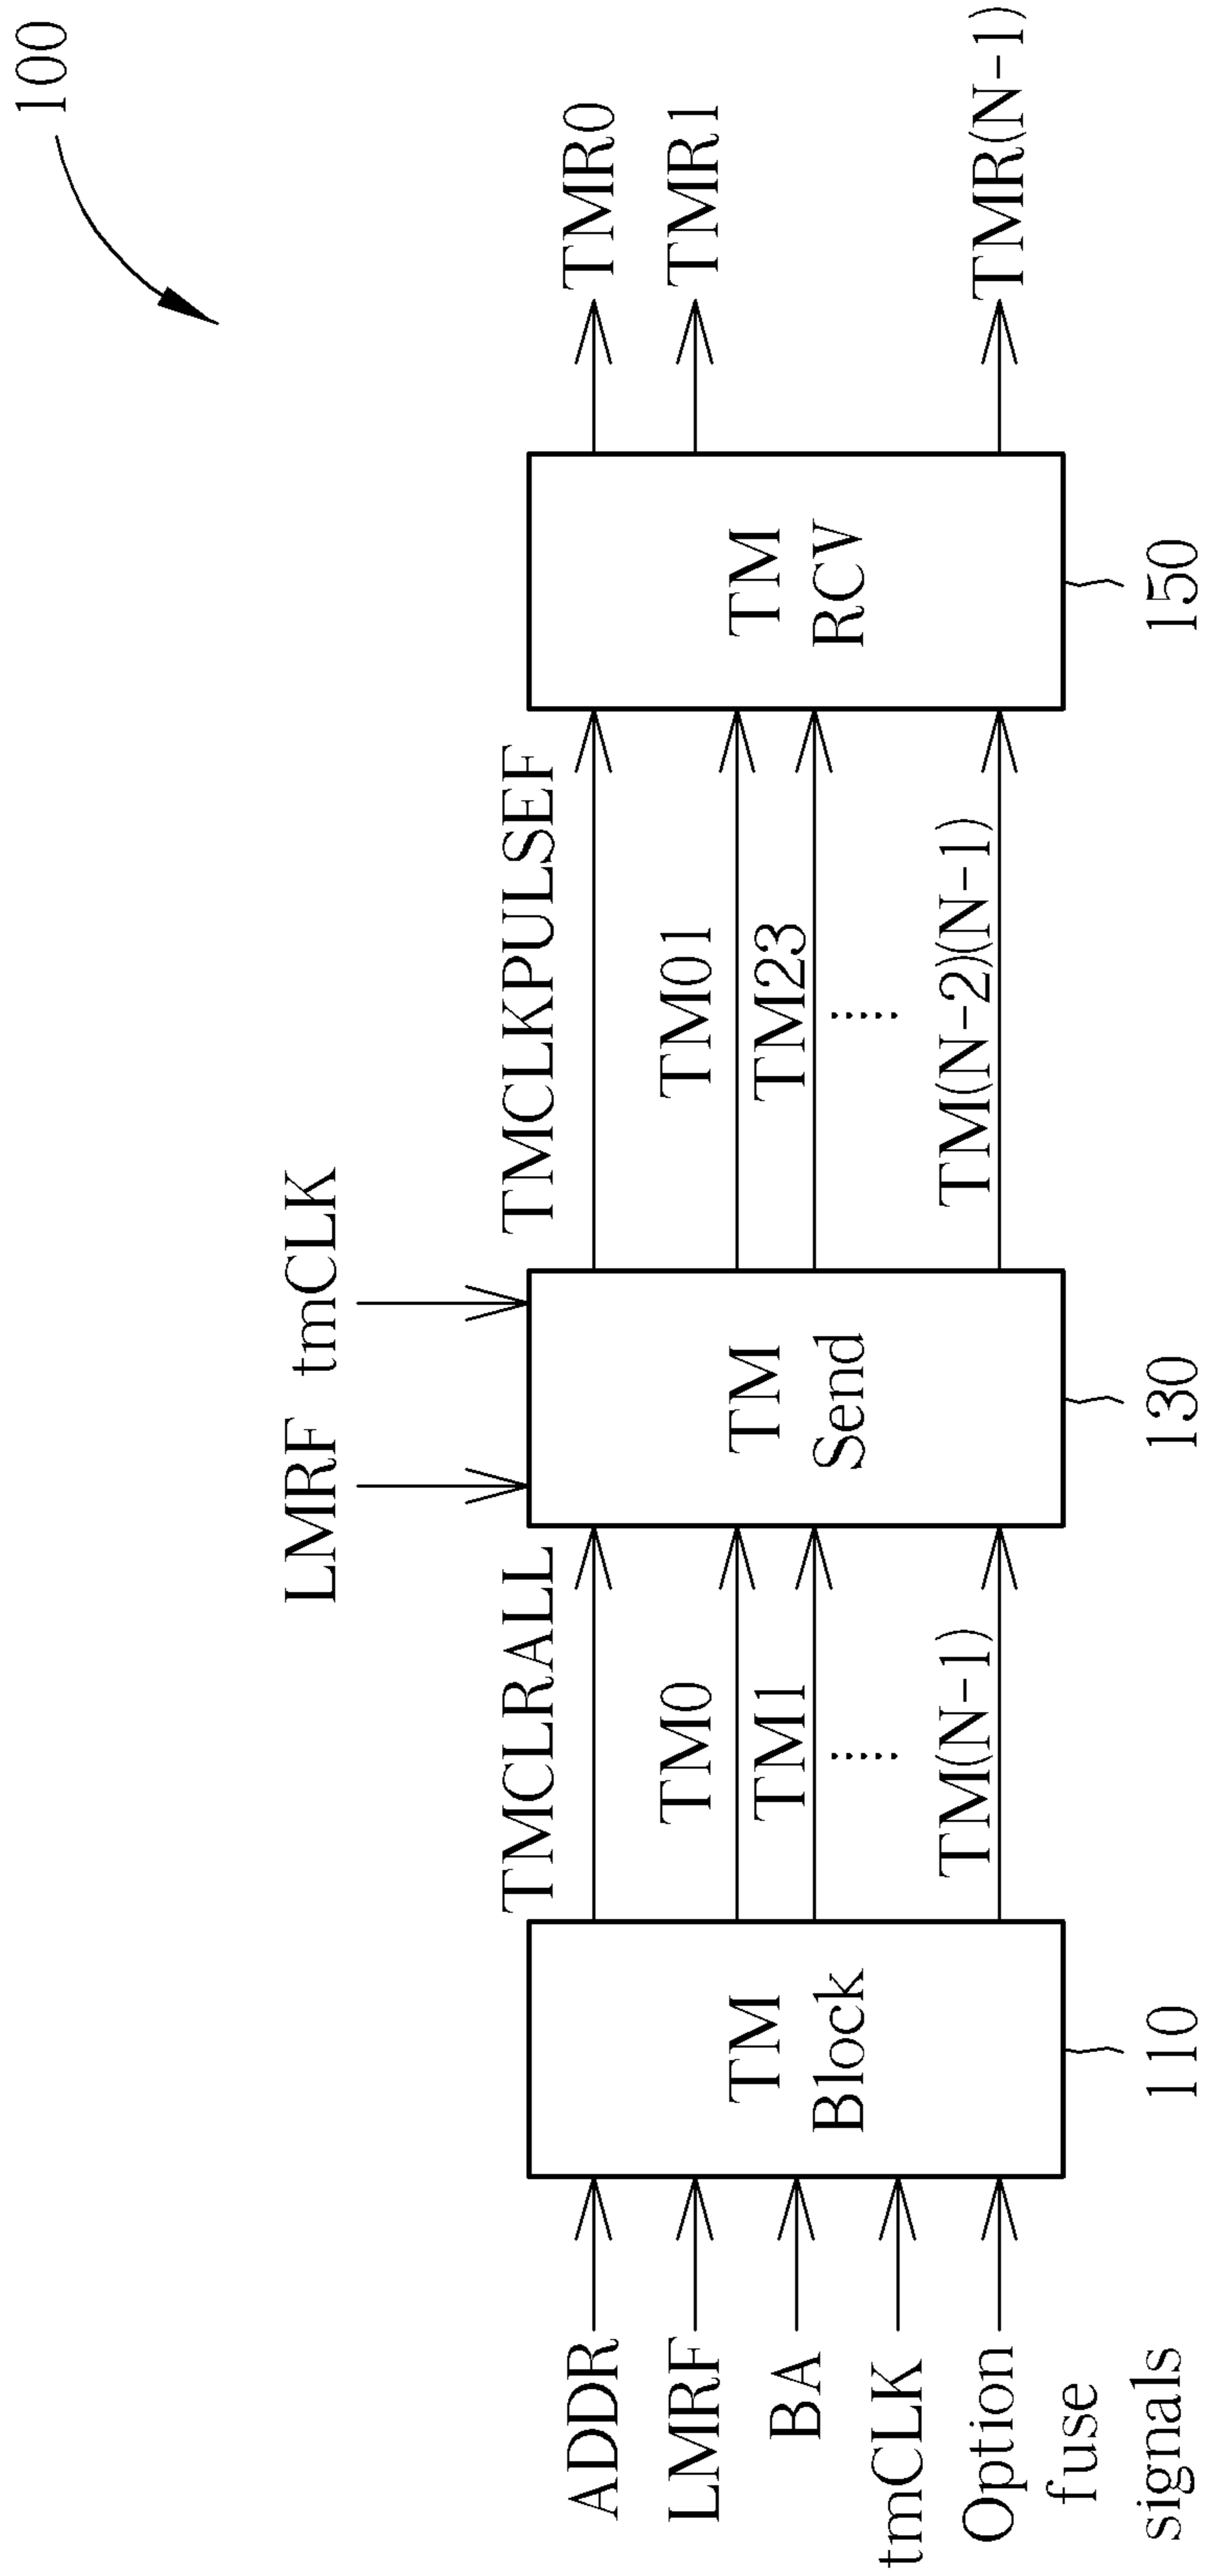 100
LMRF
tmCLK
ADDR
LMRF
BA
tmCLK
Option
fuse
signals
TM
Block
110
TMCLRALL
TM0
TM1
......
TM(N-1)
TM
Send
130
TMCLKPULSEF
TM01
TM23
......
TM(N-2)(N-1)
TM
RCV
150
TMR0
TMR1
TMR(N-1)